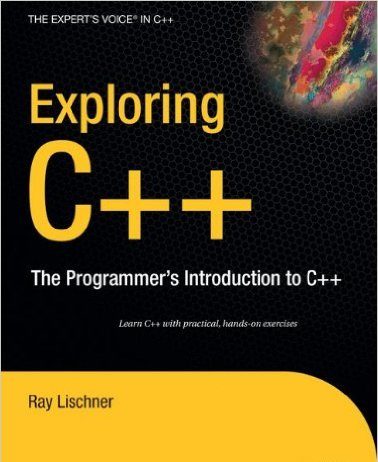 THE EXPERT'S VOICE® IN C++
Exploring
C++
The Programmer's Introduction to C++
Learn C++ with practical, hands-on exercises
Ray Lischner